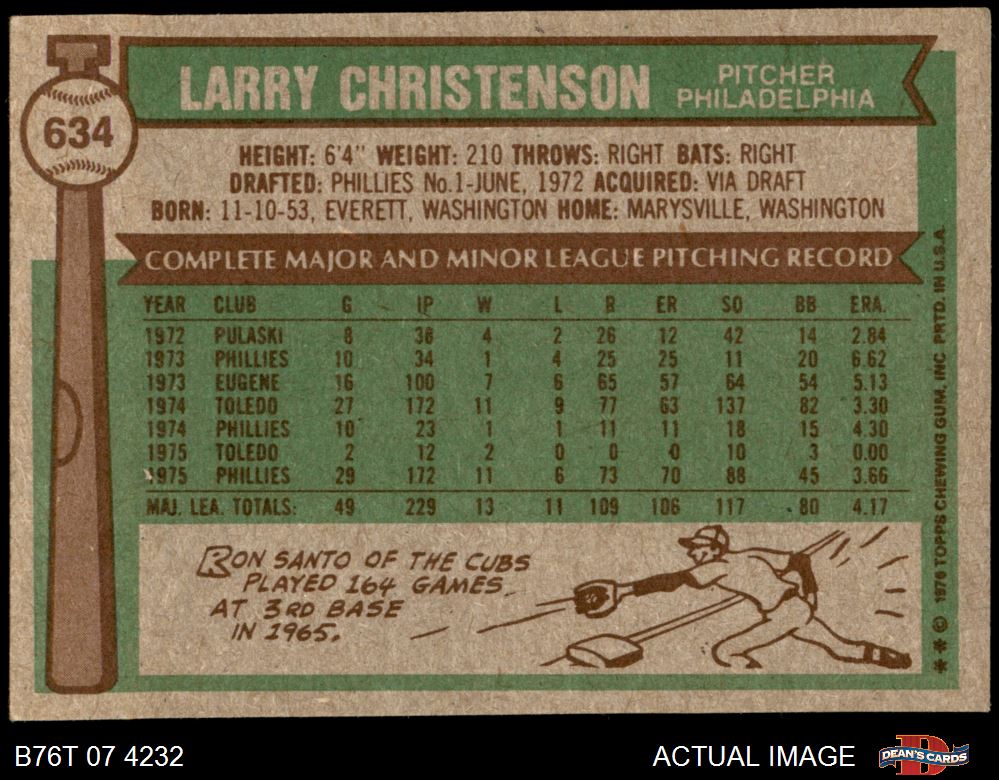 634
LARRY CHRISTENSON
PITCHER
PHILADELPHIA
HEIGHT: 6'4" WEIGHT: 210 THROWS: RIGHT BATS: RIGHT
DRAFTED: PHILLIES No.1-JUNE, 1972 ACQUIRED: VIA DRAFT
BORN: 11-10-53, EVERETT, WASHINGTON HOME: MARYSVILLE, WASHINGTON
COMPLETE MAJOR AND MINOR LEAGUE PITCHING RECORD
YEAR CLUB G IP W L R ER SO BB ERA.
1972 PULASKI 8 38 4 2 26 12 42 14 2.84
1973 PHILLIES 10 34 1 4 25 25 11 20 6.62
1973 EUGENE 16 100 7 6 65 57 64 54 5.13
1974 TOLEDO 27 172 11 9 77 63 137 82 3.30
1974 PHILLIES 10 23 1 1 11 11 18 15 4.30
1975 TOLEDO 2 12 2 0 0 0 10 3 0.00
1975 PHILLIES 29 172 11 6 73 70 88 45 3.66
MAJ. LEA. TOTALS: 49 229 13 11 109 106 117 80 4.17
RON SANTO OF THE CUBS
PLAYED 164 GAMES
AT 3RD BASE
IN 1965.
* * © 1976 TOPPS CHEWING GUM, INC. PRTD. IN U.S.A.
B76T 07 4232
ACTUAL IMAGE
DEAN'S CARDS